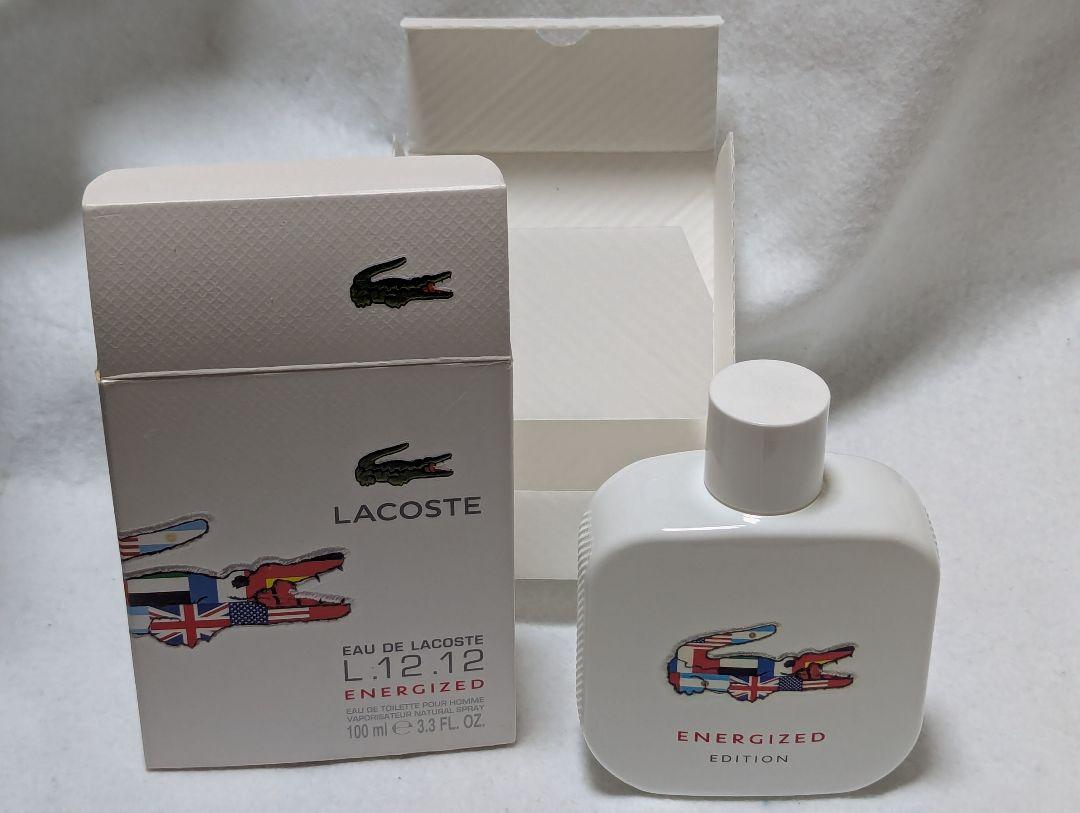 LACOSTE
EAU DE LACOSTE
L.12.12
ENERGIZED
EAU DE TOILETTE POUR HOMME
VAPORISATEUR NATURAL SPRAY
100 ml ℮ 3.3 FL. OZ.
ENERGIZED
EDITION